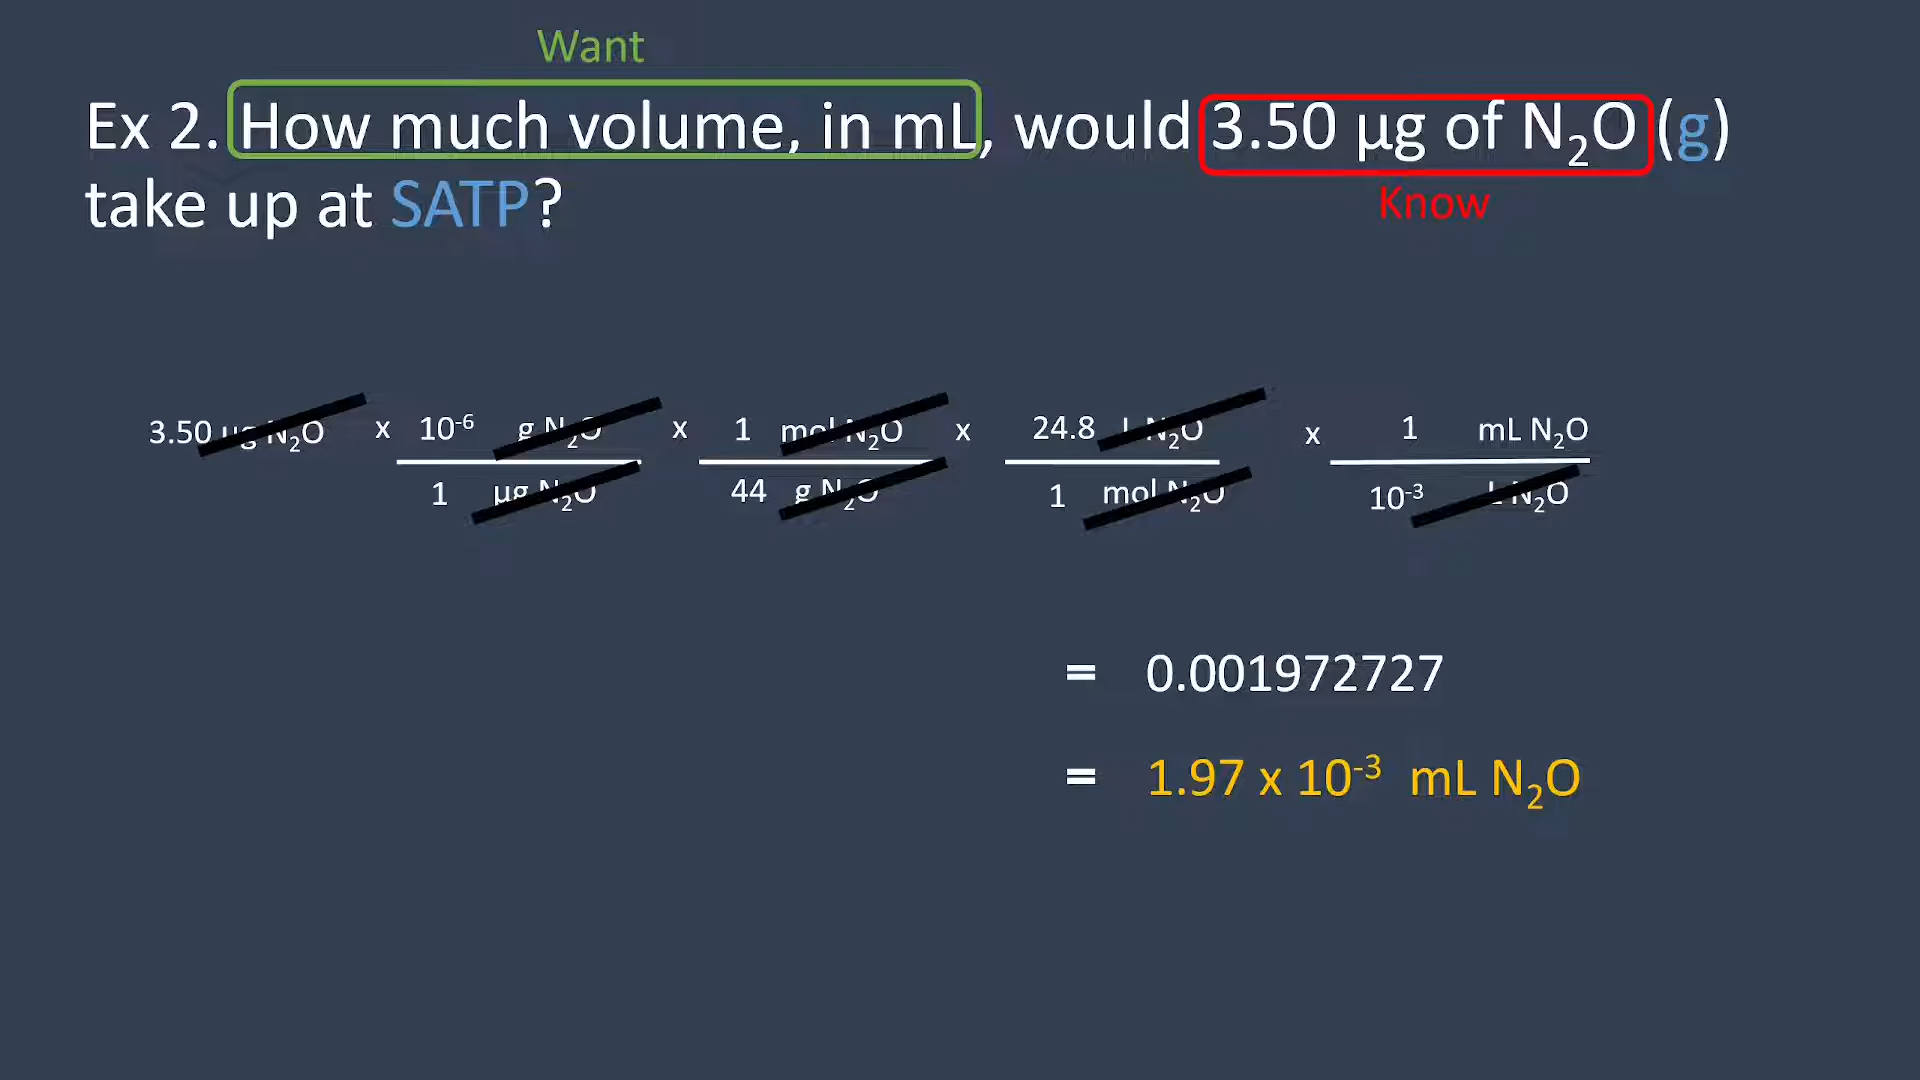 Want
Ex 2. How much volume, in mL, would 3.50 µg of N₂O (g)
take up at SATP?
Know
3.50 µg N₂O x 10⁻⁶ g N₂O x 1 mol N₂O x 24.8 L N₂O x 1 mL N₂O
1 µg N₂O 44 g N₂O 1 mol N₂O 10⁻³ L N₂O
= 0.001972727
= 1.97 x 10⁻³ mL N₂O